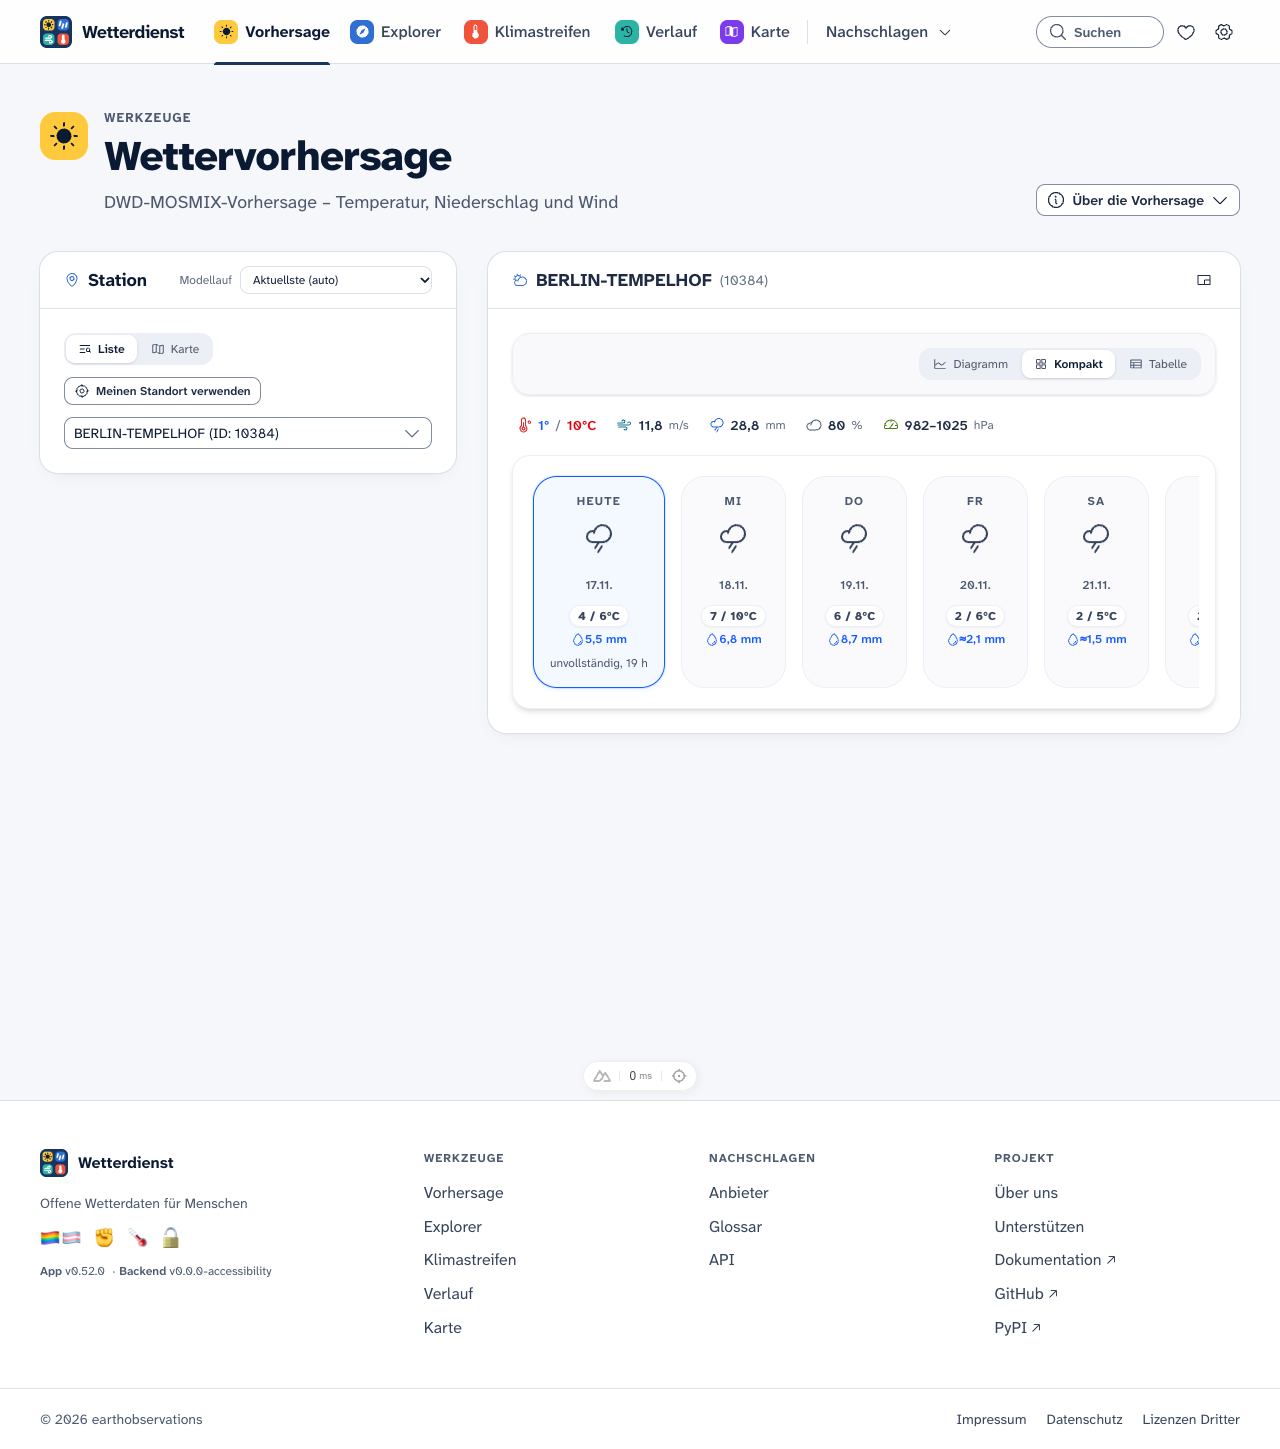 Wetterdienst Vorhersage Explorer Klimastreifen Verlauf Karte Nachschlagen Suchen
WERKZEUGE
Wettervorhersage
DWD-MOSMIX-Vorhersage – Temperatur, Niederschlag und Wind
Über die Vorhersage
Station Modellauf Aktuellste (auto)
Liste Karte
Meinen Standort verwenden
BERLIN-TEMPELHOF (ID: 10384)
BERLIN-TEMPELHOF (10384)
Diagramm Kompakt Tabelle
1° / 10°C 11,8 m/s 28,8 mm 80 % 982–1025 hPa
HEUTE MI DO FR SA
17.11. 18.11. 19.11. 20.11. 21.11.
4 / 6°C 7 / 10°C 6 / 8°C 2 / 6°C 2 / 5°C
5,5 mm 6,8 mm 8,7 mm ≈2,1 mm ≈1,5 mm
unvollständig, 19 h
0 ms
Wetterdienst
Offene Wetterdaten für Menschen
App v0.52.0 · Backend v0.0.0-accessibility
WERKZEUGE
Vorhersage
Explorer
Klimastreifen
Verlauf
Karte
NACHSCHLAGEN
Anbieter
Glossar
API
PROJEKT
Über uns
Unterstützen
Dokumentation ↗
GitHub ↗
PyPI ↗
© 2026 earthobservations
Impressum Datenschutz Lizenzen Dritter